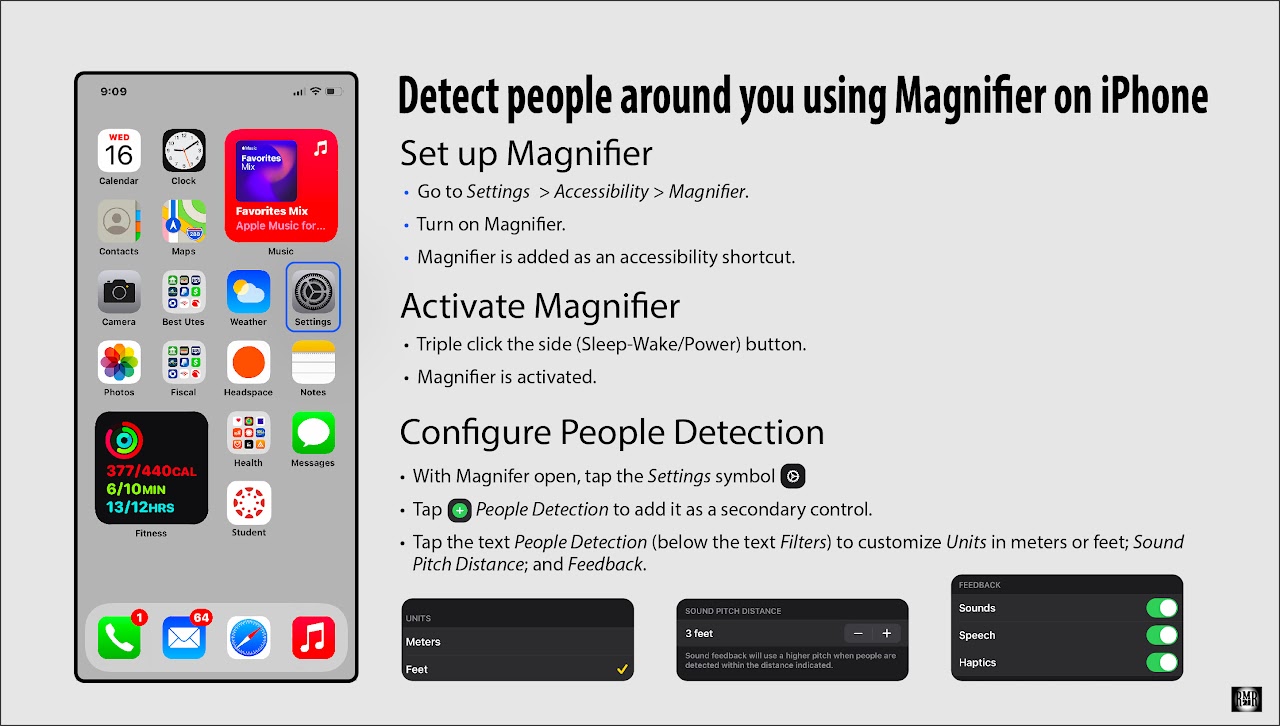 9:09
Detect people around you using Magnifier on iPhone
WED
16
Calendar
Clock
Music
Favorites
Mix
Favorites Mix
Apple Music for...
Music
Contacts
280
Maps
Camera
Best Utes
Weather
Settings
Photos
Fiscal
Headspace
Notes
377/440CAL
6/10MIN
13/12HRS
Fitness
Health
Messages
Student
1
64
Set up Magnifier
• Go to Settings > Accessibility > Magnifier.
• Turn on Magnifier.
• Magnifier is added as an accessibility shortcut.
Activate Magnifier
• Triple click the side (Sleep-Wake/Power) button.
• Magnifier is activated.
Configure People Detection
• With Magnifer open, tap the Settings symbol
• Tap People Detection to add it as a secondary control.
• Tap the text People Detection (below the text Filters) to customize Units in meters or feet; Sound
Pitch Distance; and Feedback.
UNITS
Meters
Feet
SOUND PITCH DISTANCE
3 feet
− +
Sound feedback will use a higher pitch when people are
detected within the distance indicated.
FEEDBACK
Sounds
Speech
Haptics